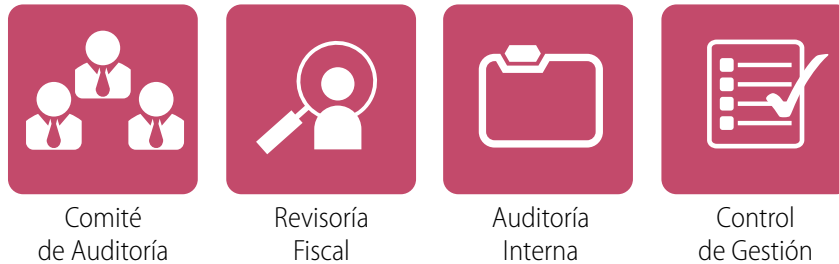 Comité
de Auditoría
Revisoría
Fiscal
Auditoría
Interna
Control
de Gestión